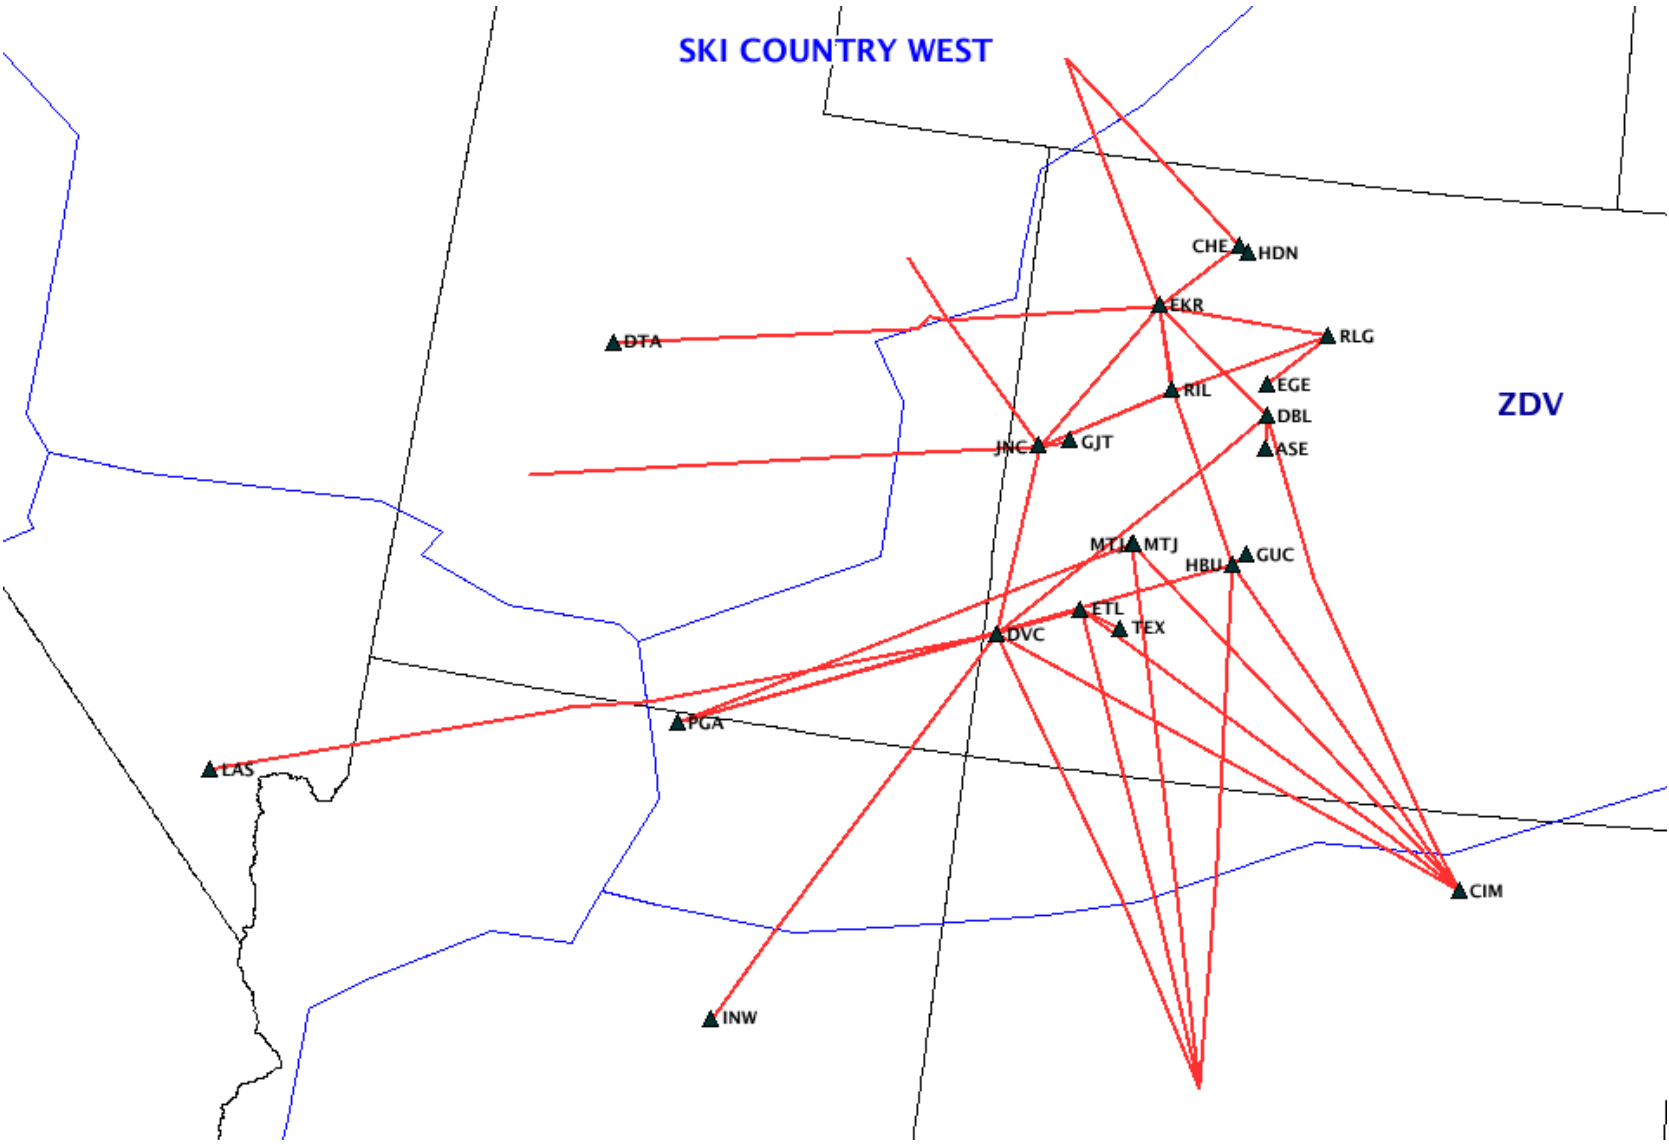 SKI COUNTRY WEST
CHE
HDN
EKR
DTA
RLG
RIL
EGE
ZDV
DBL
JNC
GJT
ASE
MTJ
MTJ
GUC
HBU
ETL
TEX
DVC
PGA
LAS
CIM
INW